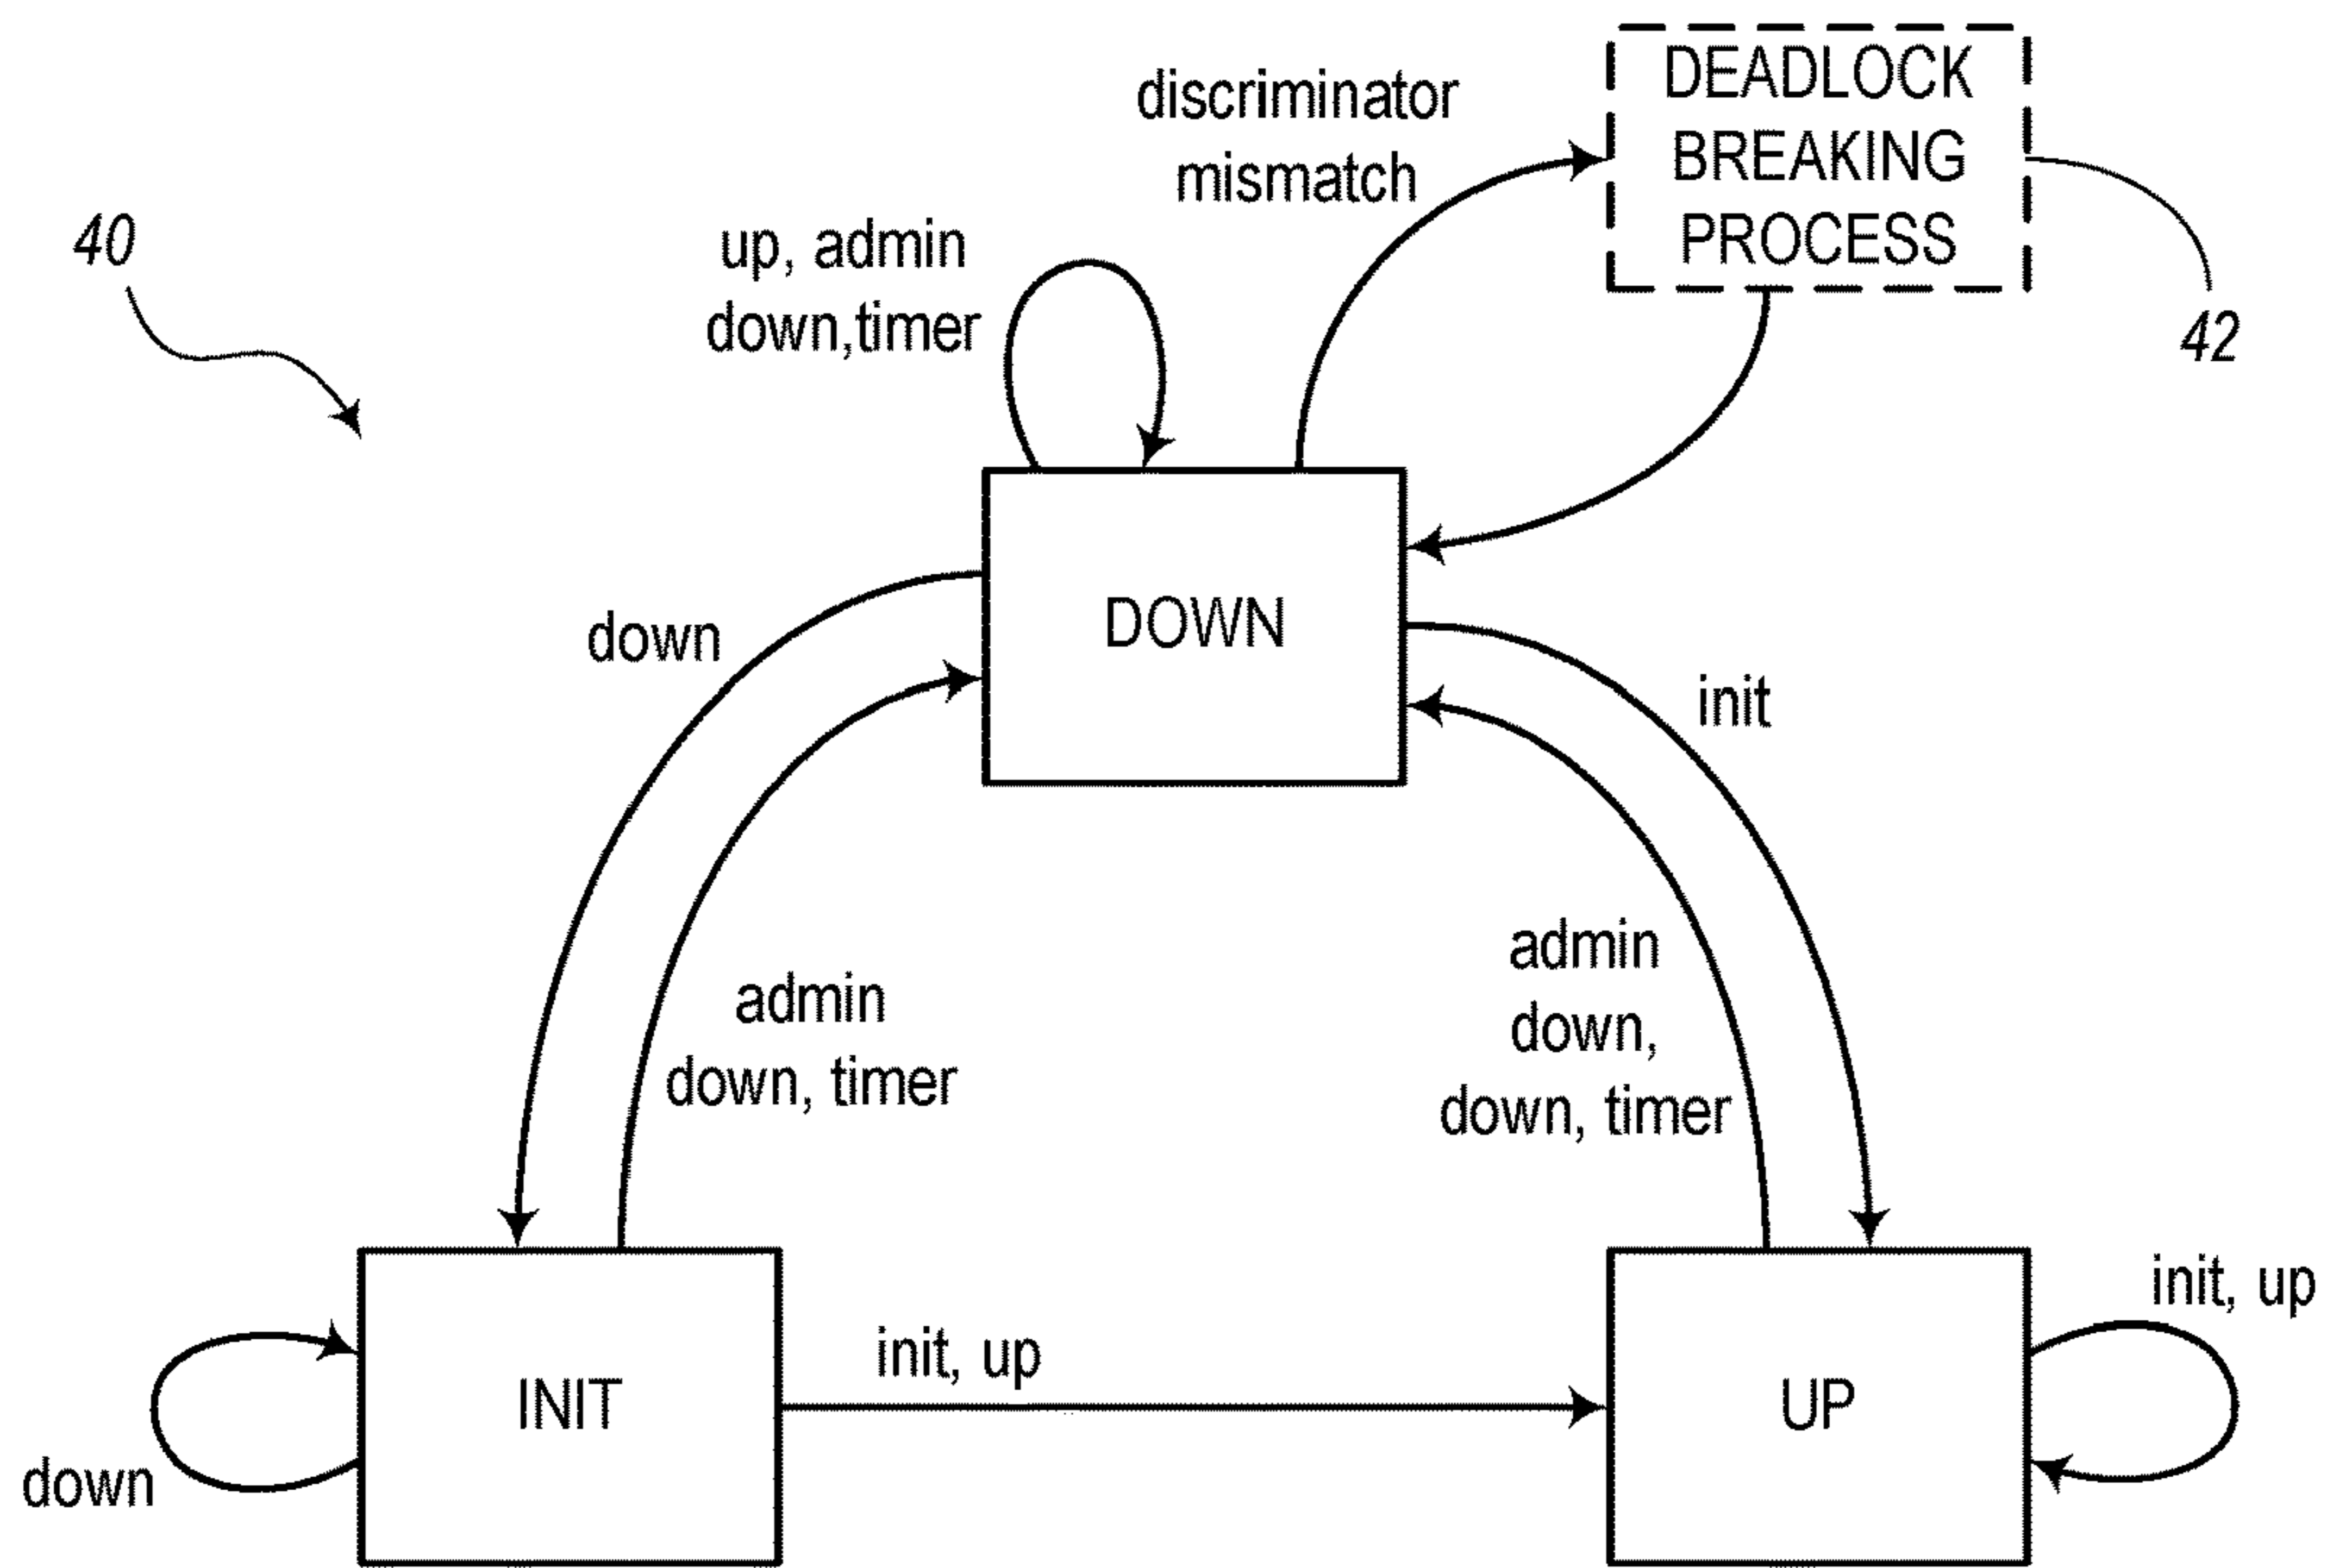 DEADLOCK
BREAKING
PROCESS
discriminator
mismatch
40
up, admin
down,timer
42
DOWN
down
init
admin
down, timer
admin
down,
down, timer
init, up
init, up
INIT
UP
down